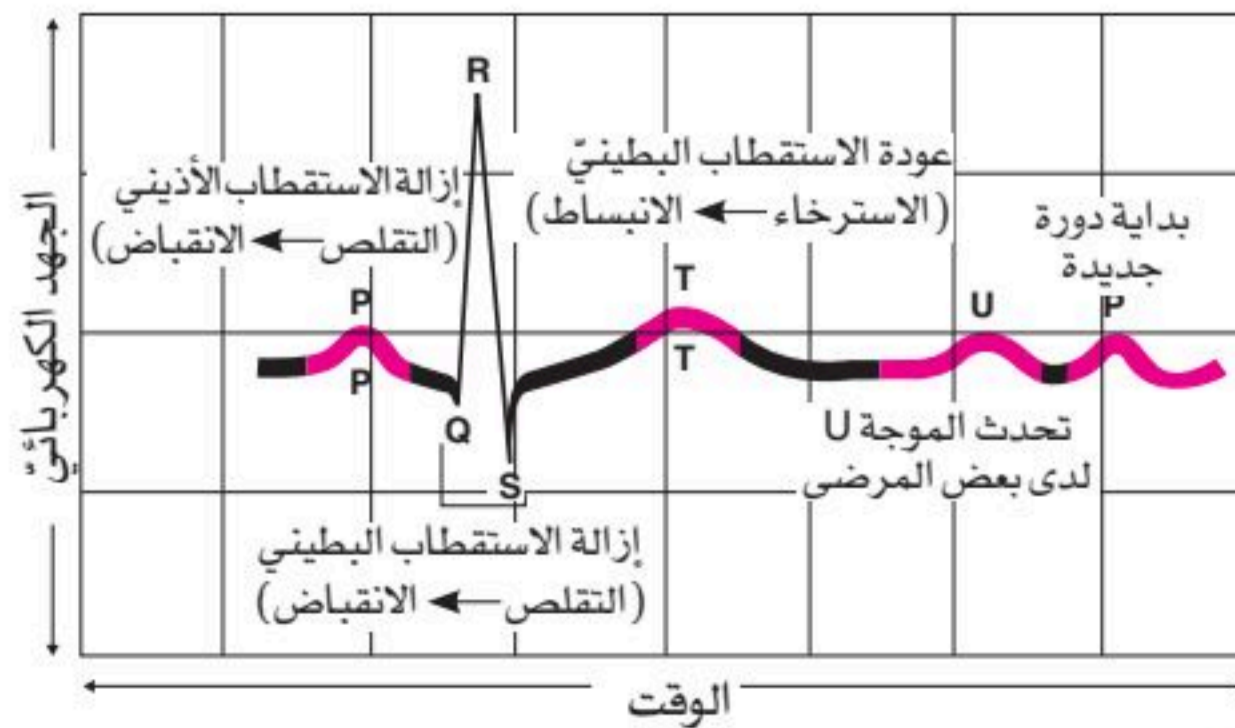 R
عودة الاستقطاب البطينيّ
(الاسترخاء ← الانبساط)
إزالة الاستقطاب الأذيني
(التقلص ← الانقباض)
بداية دورة
جديدة
الجهد الكهربائيّ
P
P
Q
S
T
T
U
P
تحدث الموجة U
لدى بعض المرضى
إزالة الاستقطاب البطيني
(التقلص ← الانقباض)
الوقت